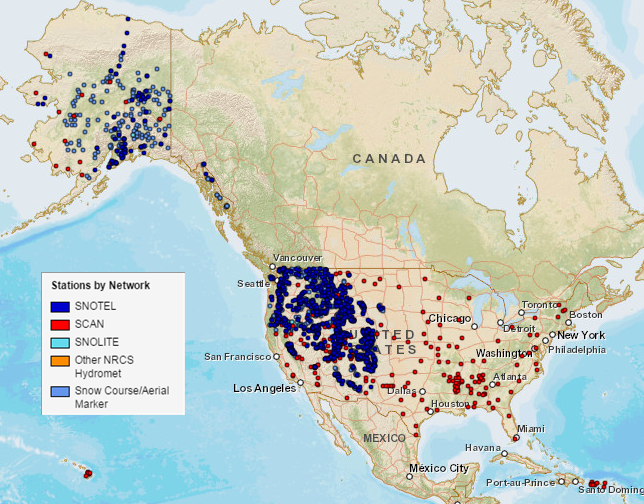 CANADA
Vancouver
Seattle
Stations by Network
SNOTEL
SCAN
SNOLITE
Other NRCS
Hydromet
Snow Course/Aerial
Marker
Toronto
Boston
Chicago
Detroit
New York
UNITED
STATES
Philadelphia
Washington
San Francisco
Atlanta
Los Angeles
Dallas
Houston
Miami
MEXICO
Havana
Mexico City
Port-au-Prince
Santo Doming